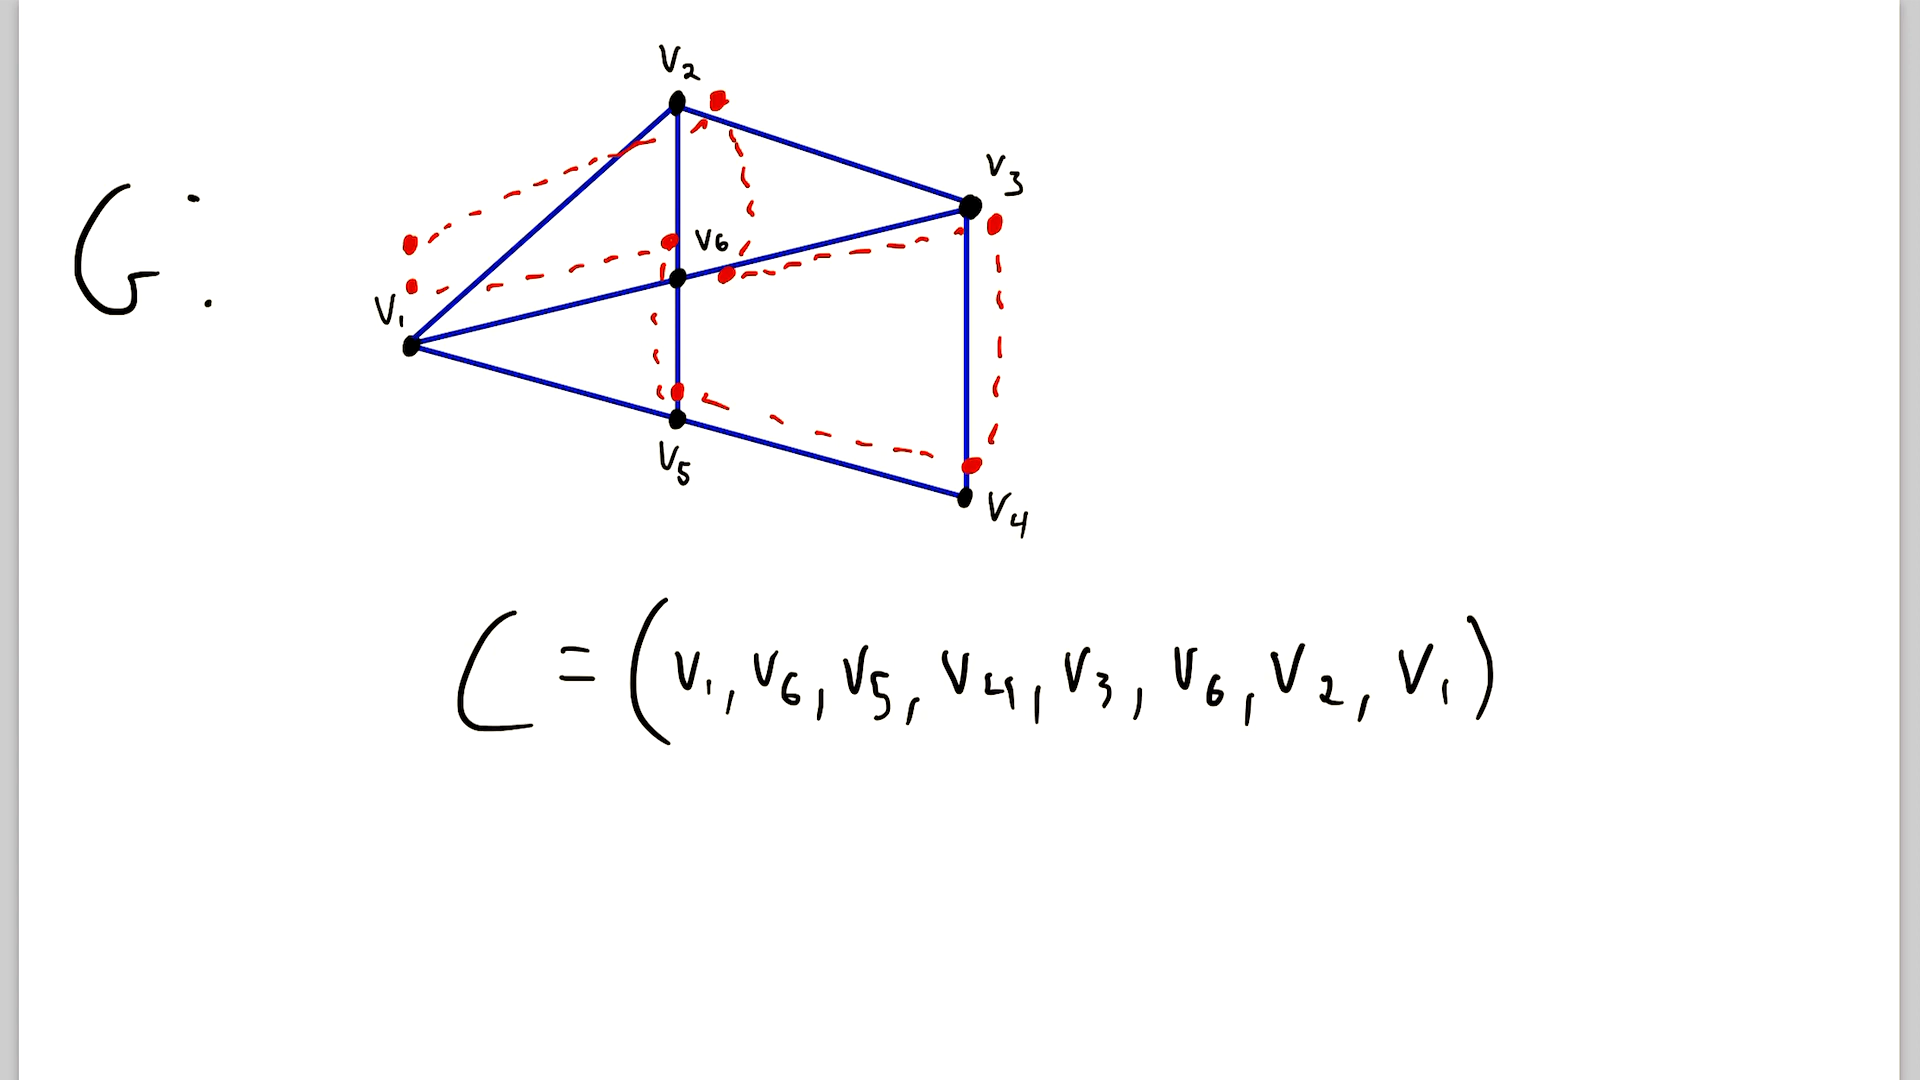 V₂
V₃
G:
V₆
V₁
V₅
V₄
C = (V₁, V₆, V₅, V₄, V₃, V₆, V₂, V₁)